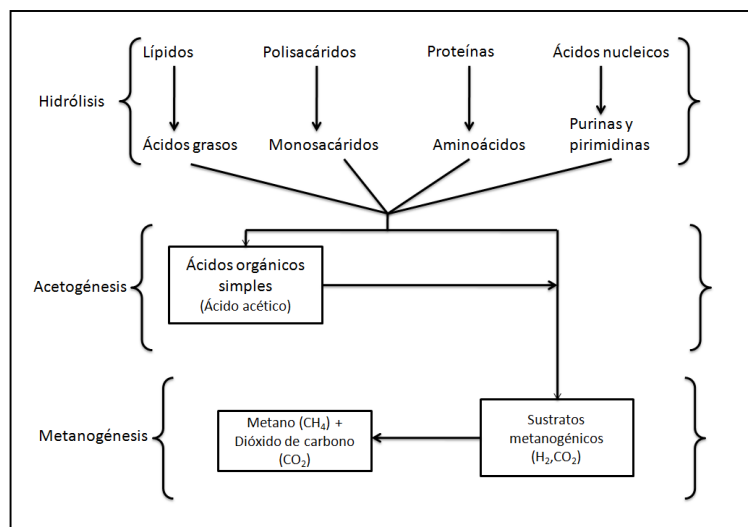 Lípidos
Polisacáridos
Proteínas
Ácidos nucleicos
Hidrólisis
Ácidos grasos
Monosacáridos
Aminoácidos
Purinas y
pirimidinas
Acetogénesis
Ácidos orgánicos
simples
(Ácido acético)
Metanogénesis
Metano (CH₄) +
Dióxido de carbono
(CO₂)
Sustratos
metanogénicos
(H₂,CO₂)